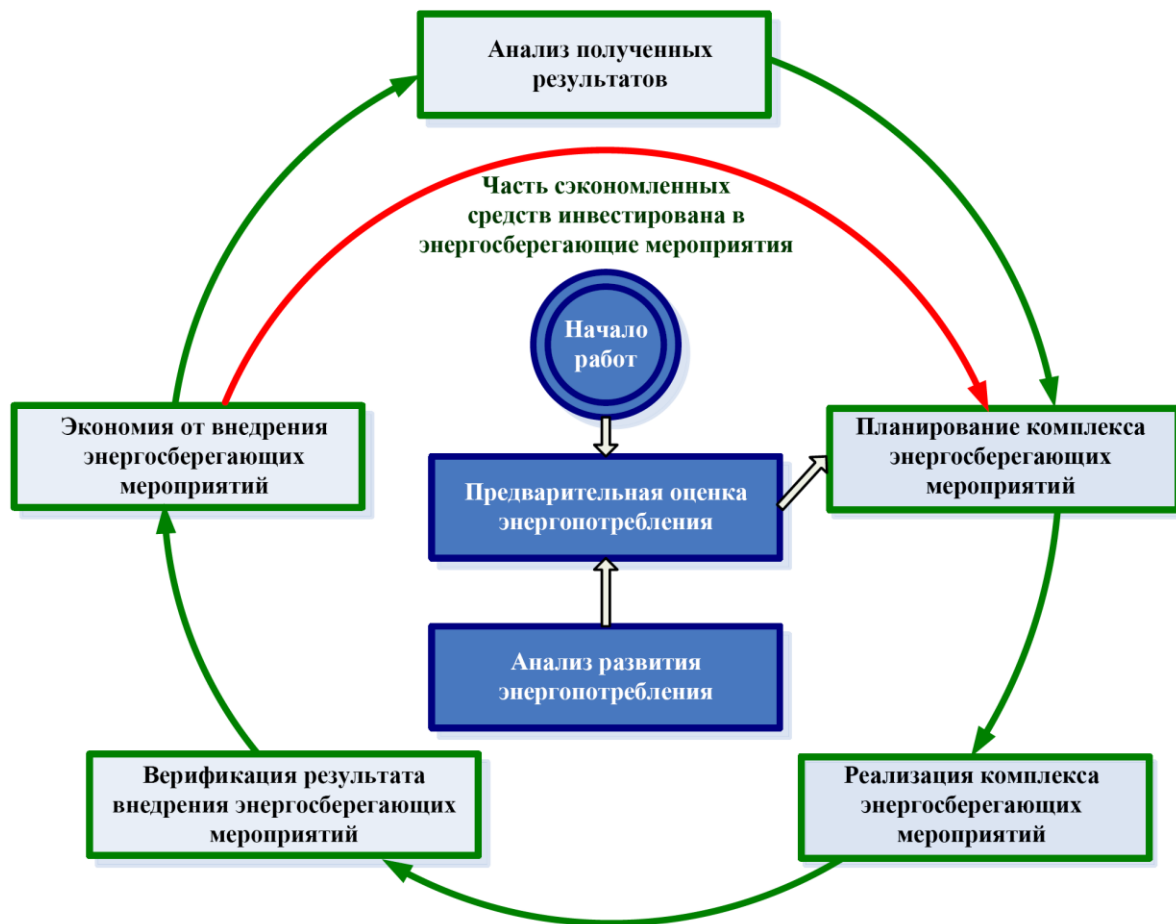 Анализ полученных
результатов
Часть сэкономленных
средств инвестирована в
энергосберегающие мероприятия
Начало
работ
Экономия от внедрения
энергосберегающих
мероприятий
Предварительная оценка
энергопотребления
Планирование комплекса
энергосберегающих
мероприятий
Анализ развития
энергопотребления
Верификация результата
внедрения энергосберегающих
мероприятий
Реализация комплекса
энергосберегающих
мероприятий